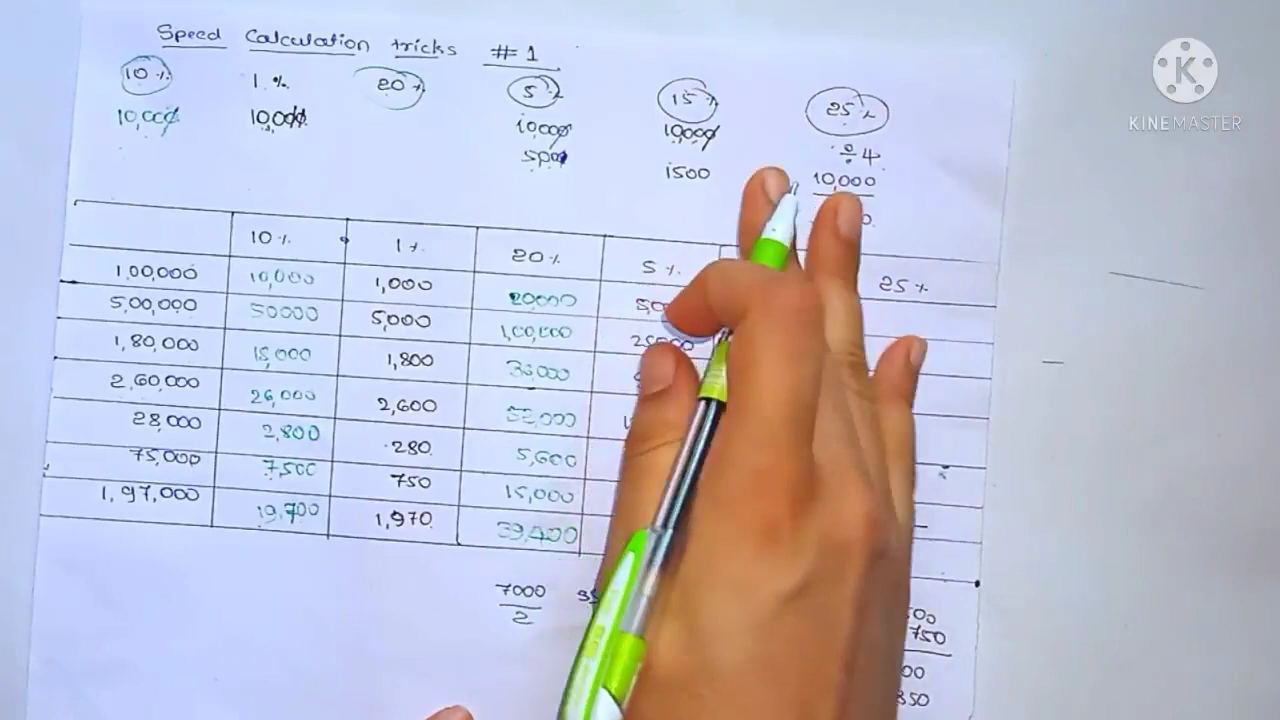 Speed Calculation tricks #1
10% 1% 20% 5% 15% 25%
10,000 10,000 10,000 10,000 ÷4
5000 1500 10,000
10% 1% 20% 5% 25%
1,00,000 10,000 1,000 20000
5,00,000 50000 5,000 1,00,000
1,80,000 18,000 1,800 36,000
2,60,000 26,000 2,600 52,000
28,000 2,800 280 5,600
75,000 7,500 750 15,000
1,97,000 19,700 1,970 39,400
7000
2
750
KINEMASTER